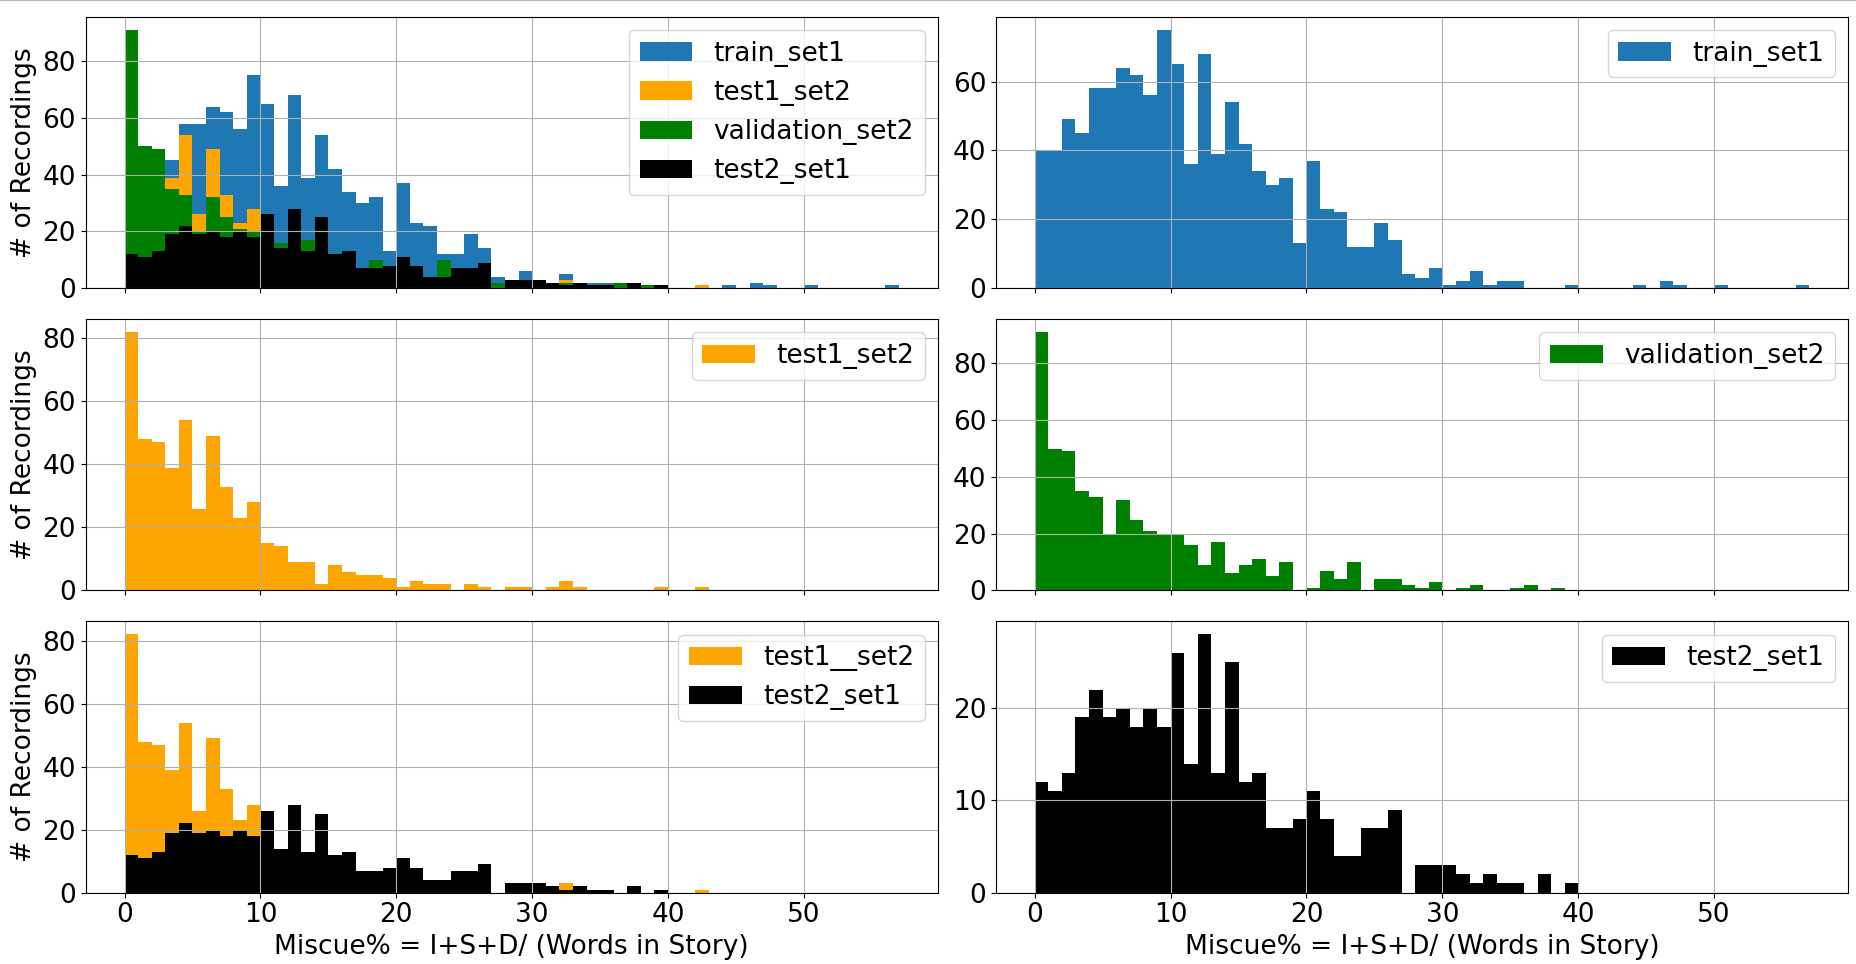 # of Recordings
80
60
40
20
0
train_set1
test1_set2
validation_set2
test2_set1
60
40
20
0
train_set1
# of Recordings
80
60
40
20
0
test1_set2
80
60
40
20
0
validation_set2
# of Recordings
80
60
40
20
0
test1__set2
test2_set1
0 10 20 30 40 50
Miscue% = I+S+D/ (Words in Story)
20
10
0
test2_set1
0 10 20 30 40 50
Miscue% = I+S+D/ (Words in Story)